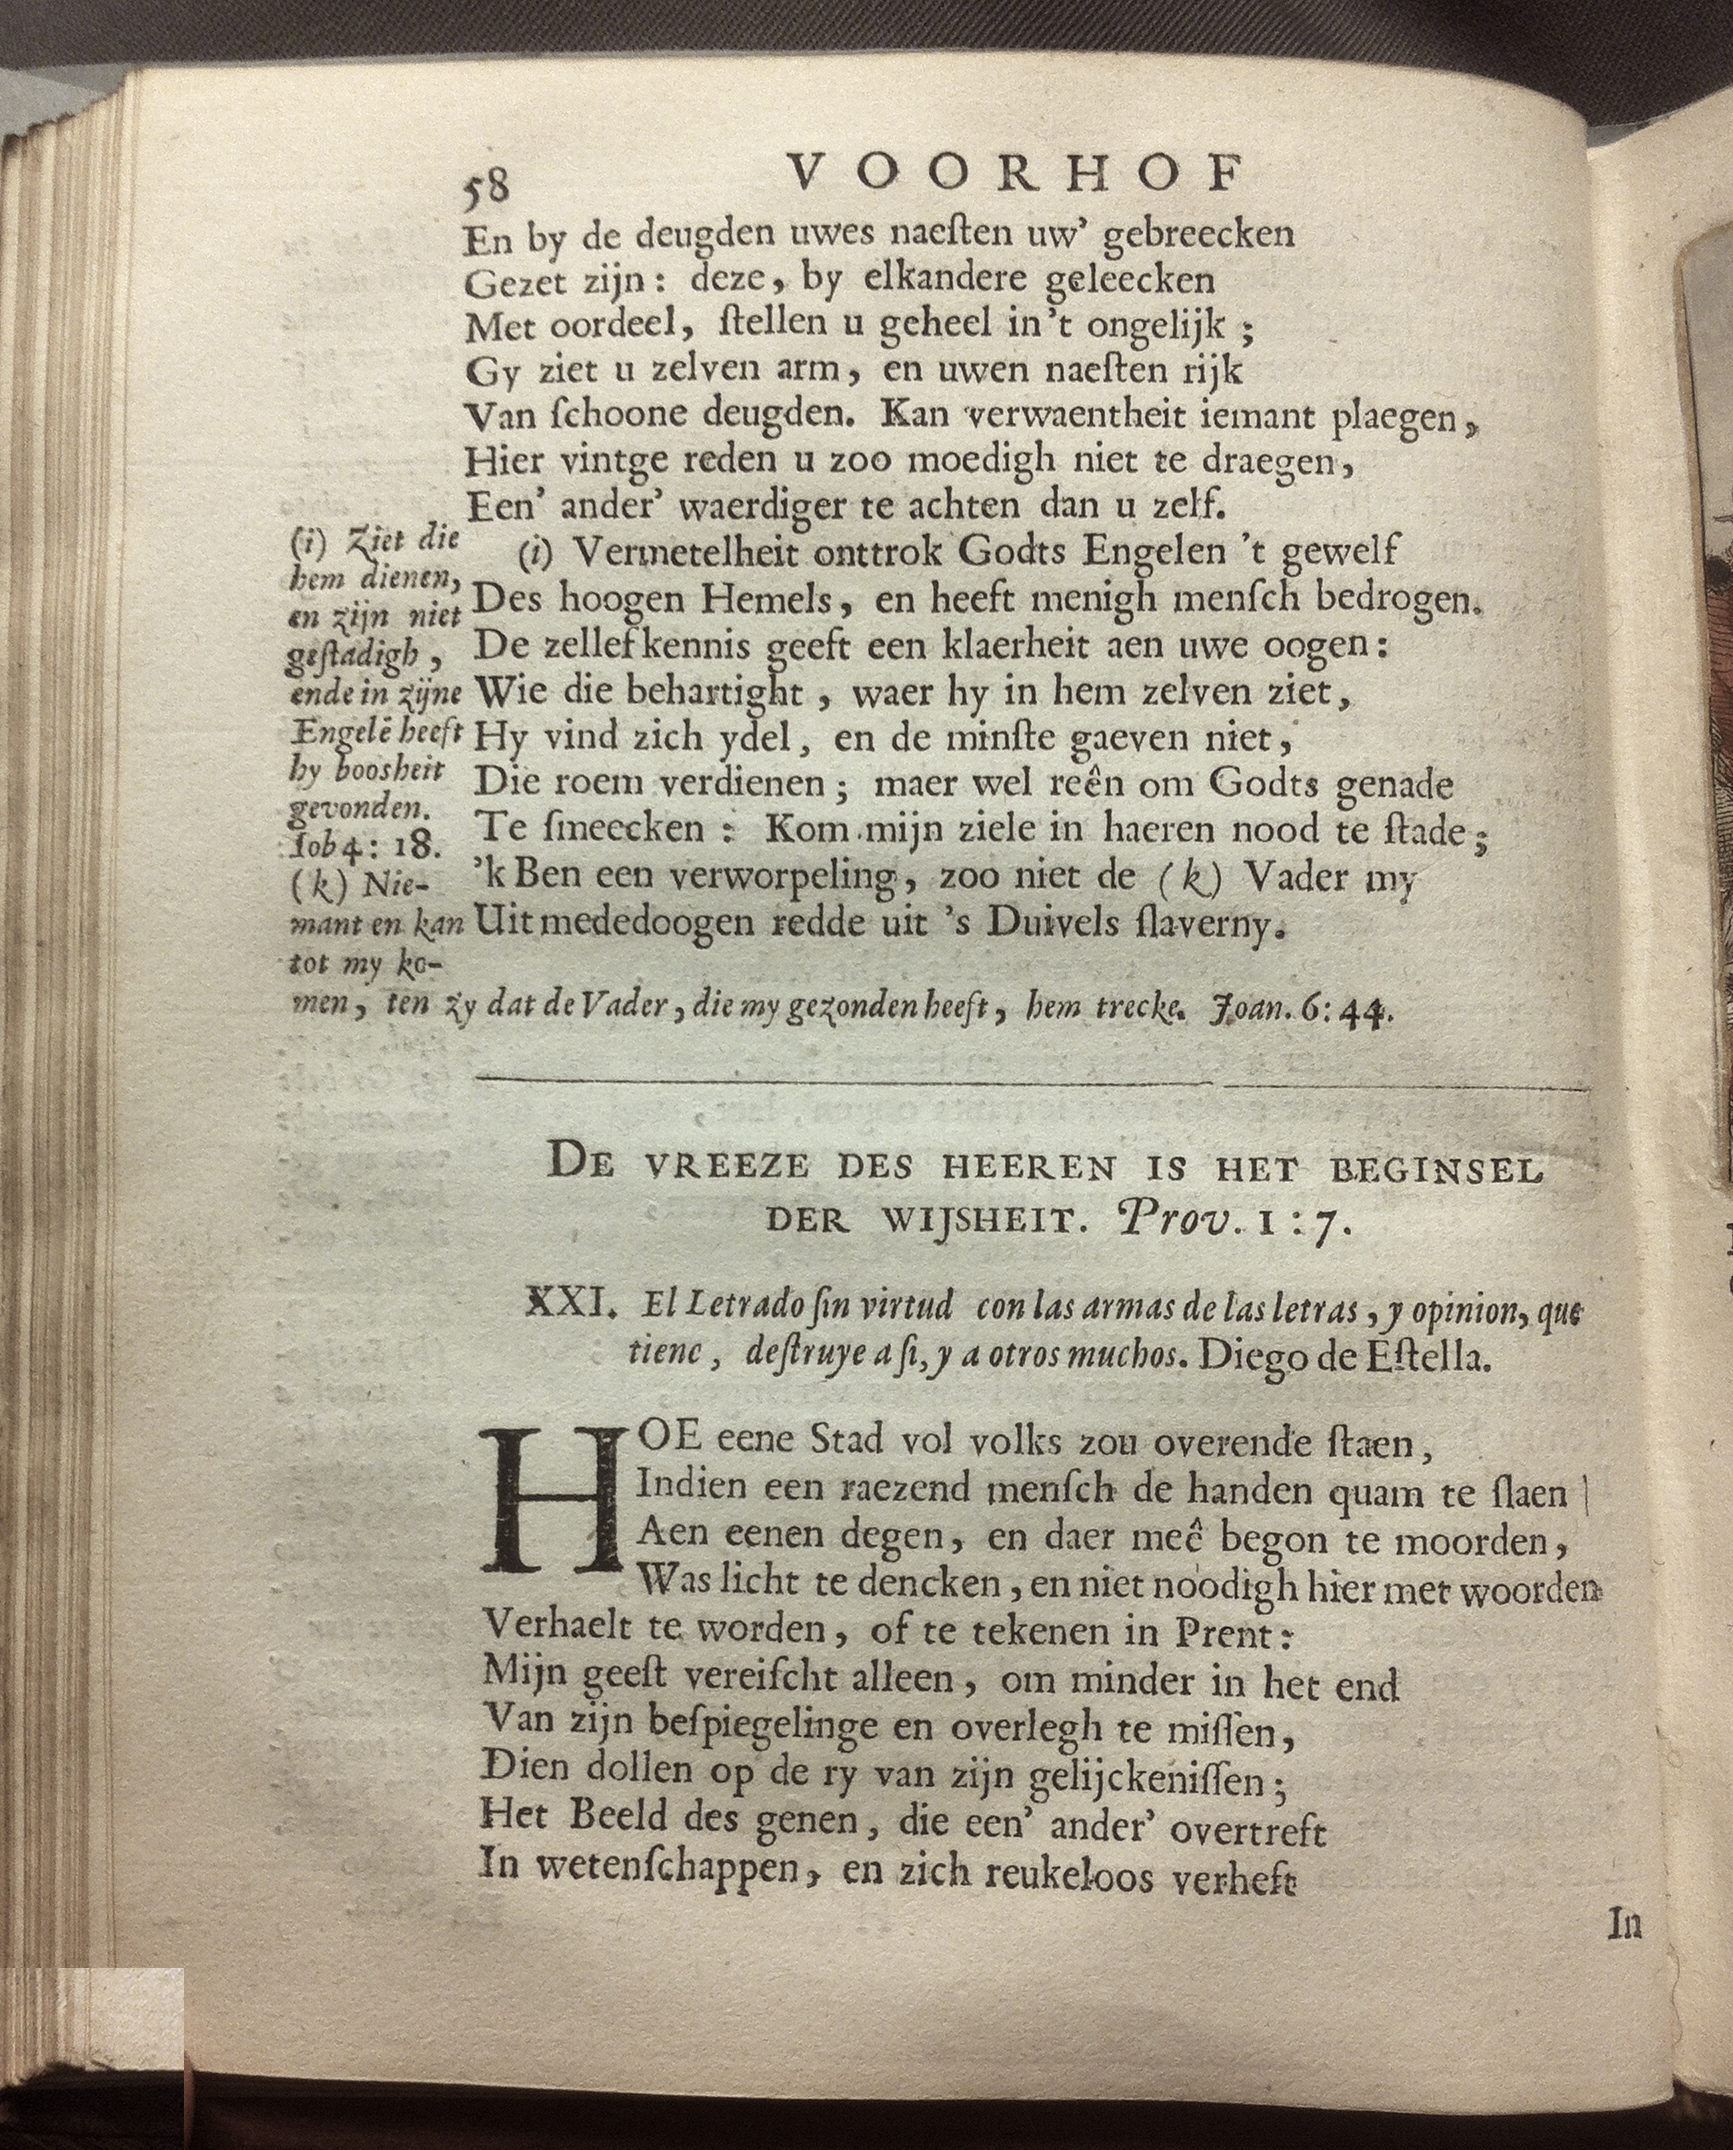 58 VOORHOF
En by de deugden uwes naeſten uw' gebreecken
Gezet zijn: deze, by elkandere geleecken
Met oordeel, ſtellen u geheel in't ongelijk;
Gy ziet u zelven arm, en uwen naeſten rijk
Van ſchoone deugden. Kan verwaentheit iemant plaegen,
Hier vintge reden u zoo moedigh niet te draegen,
Een' ander' waerdiger te achten dan u zelf.
(i) Vermetelheit onttrok Godts Engelen 't gewelf
Des hoogen Hemels, en heeft menigh menſch bedrogen.
De zellefkennis geeft een klaerheit aen uwe oogen:
Wie die behartight, waer hy in hem zelven ziet,
Hy vind zich ydel, en de minſte gaeven niet,
Die roem verdienen; maer wel reên om Godts genade
Te ſmeecken: Kom mijn ziele in haeren nood te ſtade;
'k Ben een verworpeling, zoo niet de (k) Vader my
Uit mededoogen redde uit 's Duivels ſlaverny.
(i) Ziet die
hem dienen,
en zijn niet
geſtadigh,
ende in zijne
Engelē heeft
hy boosheit
gevonden.
Iob 4: 18.
(k) Nie-
mant en kan
tot my ko-
men, ten zy dat de Vader, die my gezonden heeft, hem trecke. Joan. 6: 44.
DE VREEZE DES HEEREN IS HET BEGINSEL
DER WIJSHEIT. Prov. 1:7.
XXI. El Letrado ſin virtud con las armas de las letras, y opinion, que
tiene, deſtruye a ſi, y a otros muchos. Diego de Eſtella.
HOE eene Stad vol volks zou overende ſtaen,
Indien een raezend menſch de handen quam te ſlaen
Aen eenen degen, en daer meê begon te moorden,
Was licht te dencken, en niet noodigh hier met woorden
Verhaelt te worden, of te tekenen in Prent:
Mijn geeſt vereiſcht alleen, om minder in het end
Van zijn beſpiegelinge en overlegh te miſſen,
Dien dollen op de ry van zijn gelijckeniſſen;
Het Beeld des genen, die een' ander' overtreft
In wetenſchappen, en zich reukeloos verheft
In